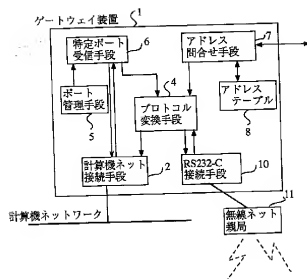 ゲートウェイ装置
1
特定ポート
受信手段
6
アドレス
問合せ手段
7
4
ポート
管理手段
5
プロトコル
変換手段
アドレス
テーブル
8
計算機ネット
接続手段
2
RS232-C
接続手段
10
計算機ネットワーク
11
無線ネット
親局